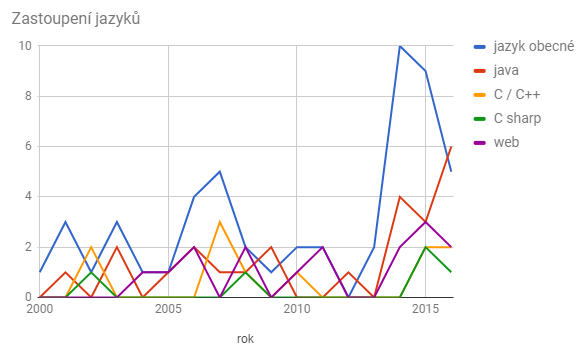 Zastoupení jazyků
10
8
6
4
2
0
2000
2005
2010
2015
rok
jazyk obecné
java
C / C++
C sharp
web